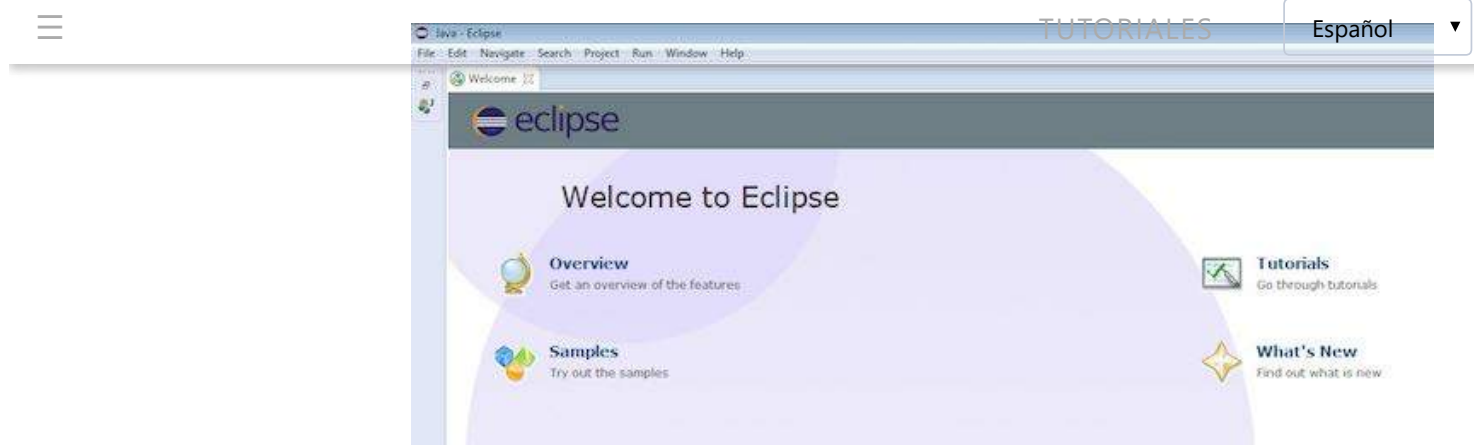 TUTORIALES
Español
Java - Eclipse
File Edit Navigate Search Project Run Window Help
Welcome
eclipse
Welcome to Eclipse
Overview
Get an overview of the features
Tutorials
Go through tutorials
Samples
Try out the samples
What's New
Find out what is new